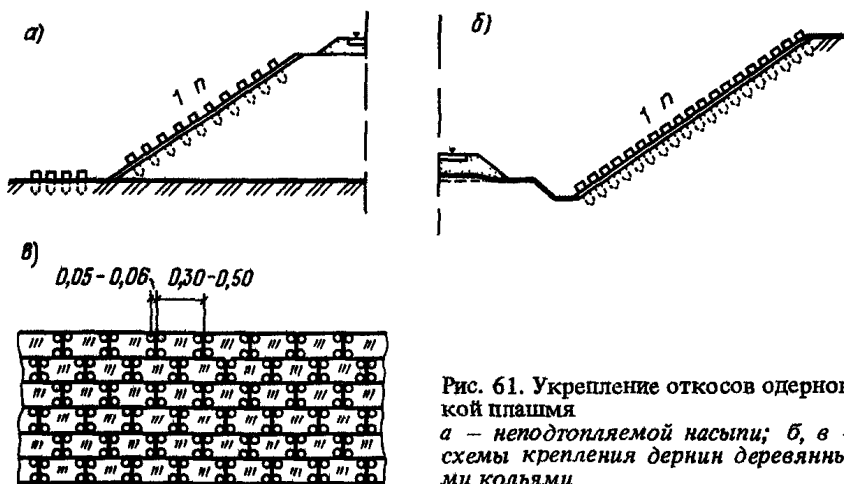 а)
1 п
б)
1 п
в)
0,05-0,06
0,30-0,50
Рис. 61. Укрепление откосов одернов
кой плашмя
а – неподтопляемой насыпи; б, в –
схемы крепления дернин деревянны
ми кольями